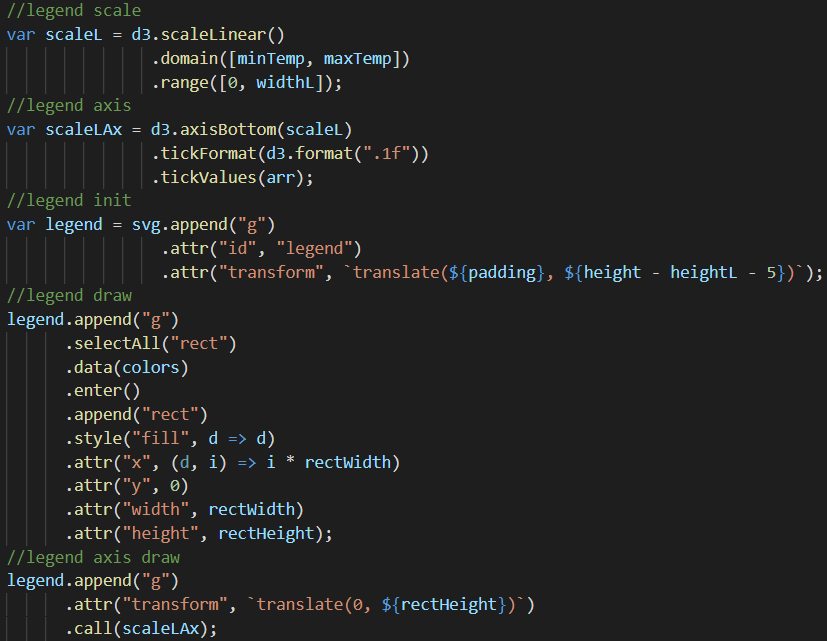 //legend scale
var scaleL = d3.scaleLinear()
.domain([minTemp, maxTemp])
.range([0, widthL]);
//legend axis
var scaleLAx = d3.axisBottom(scaleL)
.tickFormat(d3.format(".1f"))
.tickValues(arr);
//legend init
var legend = svg.append("g")
.attr("id", "legend")
.attr("transform", `translate(${padding}, ${height - heightL - 5})`);
//legend draw
legend.append("g")
.selectAll("rect")
.data(colors)
.enter()
.append("rect")
.style("fill", d => d)
.attr("x", (d, i) => i * rectWidth)
.attr("y", 0)
.attr("width", rectWidth)
.attr("height", rectHeight);
//legend axis draw
legend.append("g")
.attr("transform", `translate(0, ${rectHeight})`)
.call(scaleLAx);